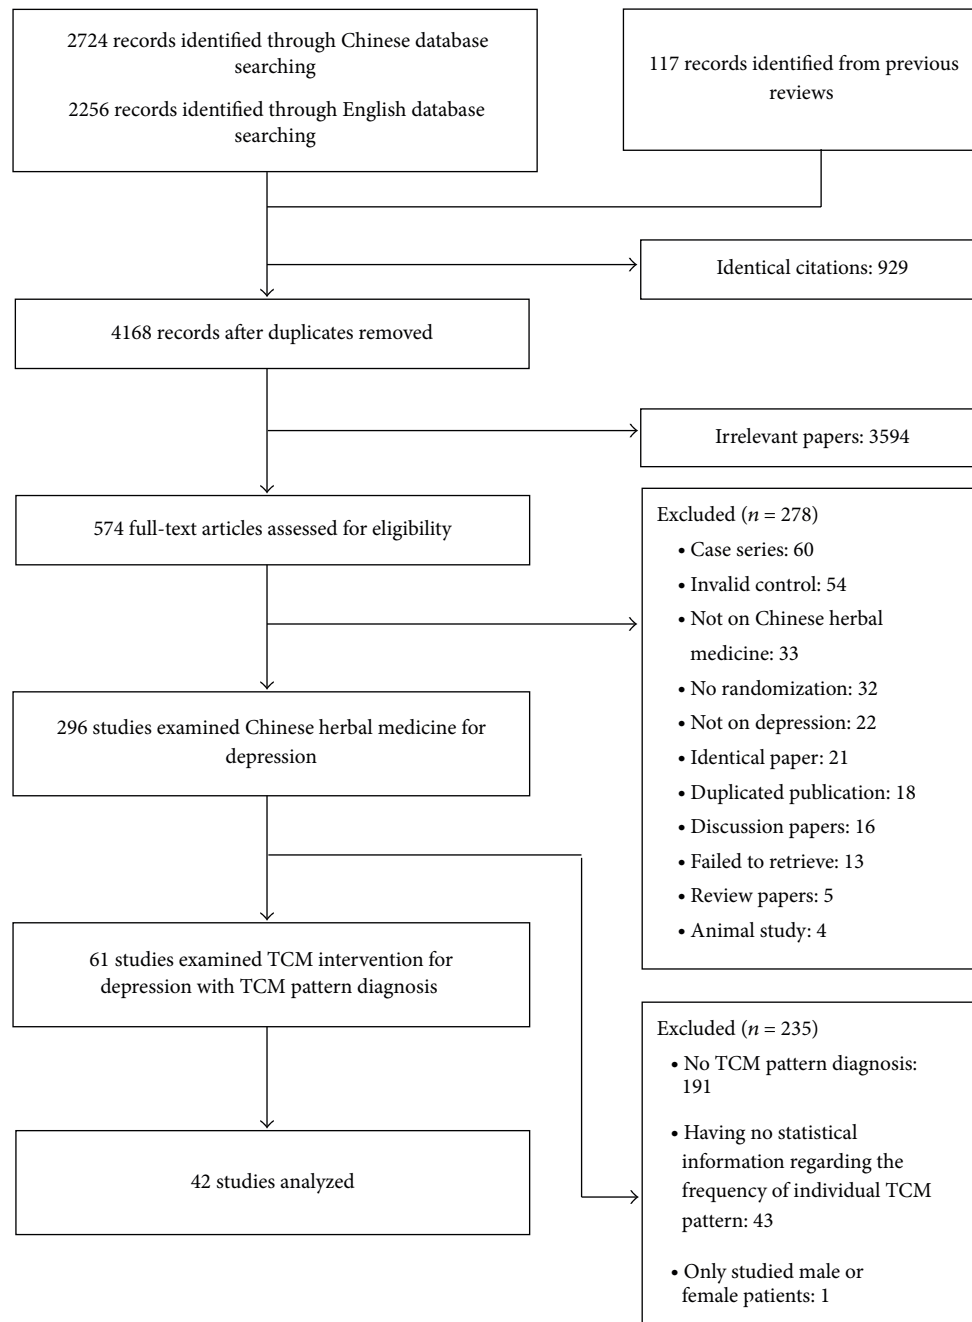 2724 records identified through Chinese database
searching
2256 records identified through English database
searching
117 records identified from previous
reviews
Identical citations: 929
4168 records after duplicates removed
Irrelevant papers: 3594
574 full-text articles assessed for eligibility
Excluded (n = 278)
• Case series: 60
• Invalid control: 54
• Not on Chinese herbal
medicine: 33
• No randomization: 32
• Not on depression: 22
• Identical paper: 21
• Duplicated publication: 18
• Discussion papers: 16
• Failed to retrieve: 13
• Review papers: 5
• Animal study: 4
296 studies examined Chinese herbal medicine for
depression
61 studies examined TCM intervention for
depression with TCM pattern diagnosis
Excluded (n = 235)
• No TCM pattern diagnosis:
191
• Having no statistical
information regarding the
frequency of individual TCM
pattern: 43
• Only studied male or
female patients: 1
42 studies analyzed